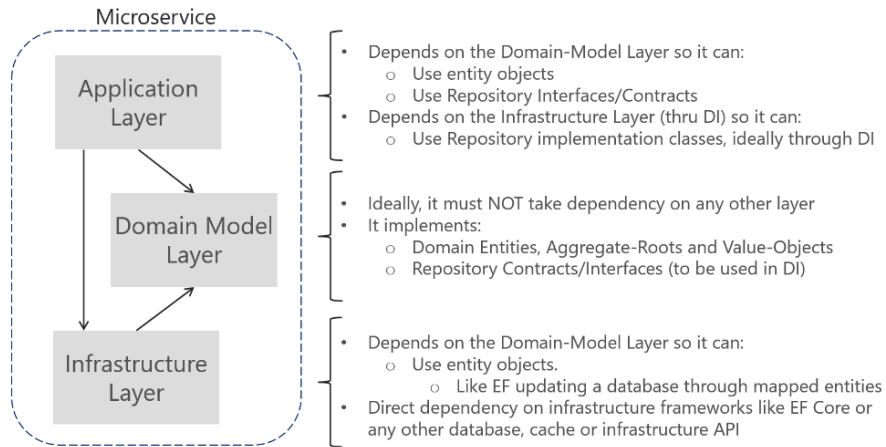 Microservice
Application
Layer
Domain Model
Layer
Infrastructure
Layer
• Depends on the Domain-Model Layer so it can:
o Use entity objects
o Use Repository Interfaces/Contracts
• Depends on the Infrastructure Layer (thru DI) so it can:
o Use Repository implementation classes, ideally through DI
• Ideally, it must NOT take dependency on any other layer
• It implements:
o Domain Entities, Aggregate-Roots and Value-Objects
o Repository Contracts/Interfaces (to be used in DI)
• Depends on the Domain-Model Layer so it can:
o Use entity objects.
o Like EF updating a database through mapped entities
• Direct dependency on infrastructure frameworks like EF Core or
any other database, cache or infrastructure API